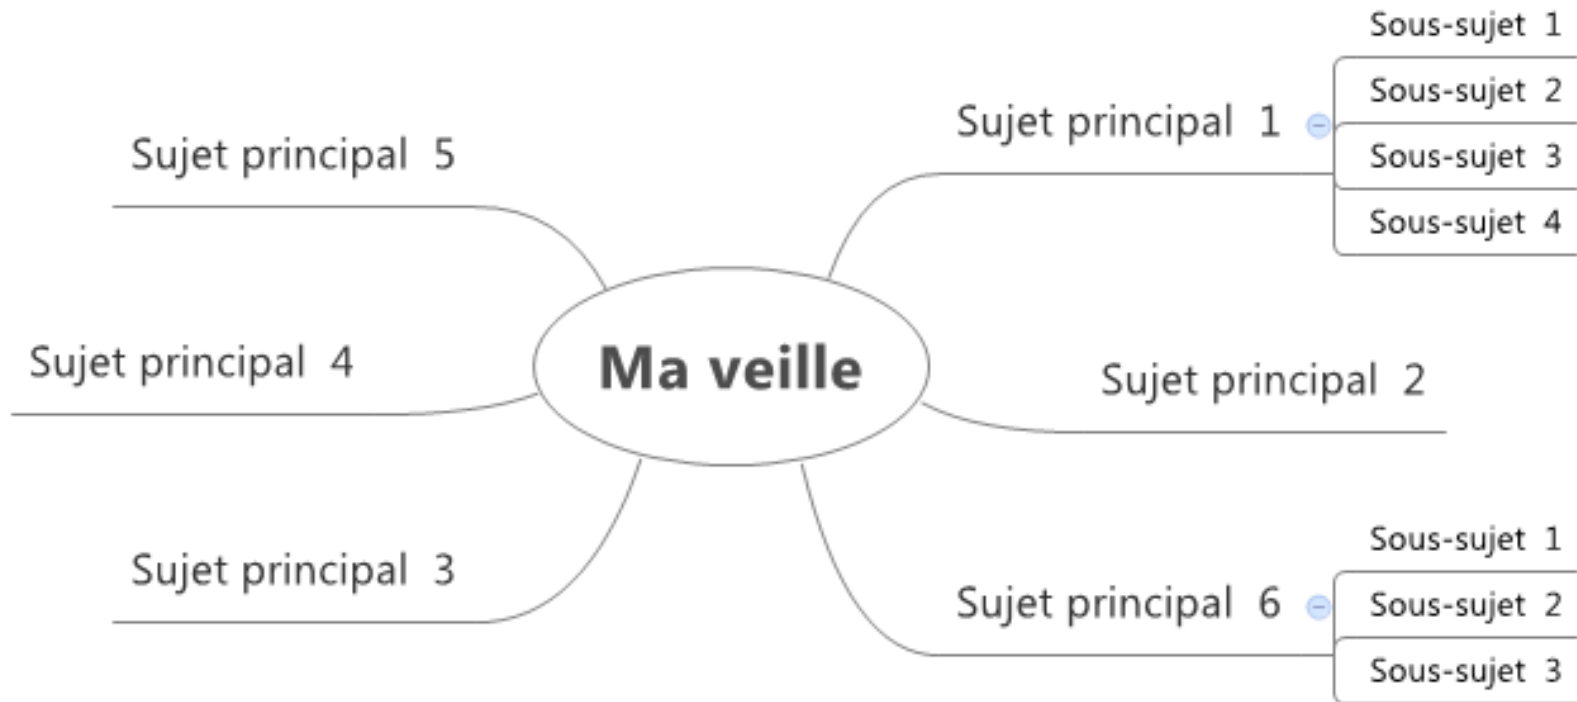 Sous-sujet 1
Sous-sujet 2
Sujet principal 1
Sous-sujet 3
Sous-sujet 4
Sujet principal 5
Ma veille
Sujet principal 4
Sujet principal 2
Sujet principal 3
Sous-sujet 1
Sujet principal 6
Sous-sujet 2
Sous-sujet 3